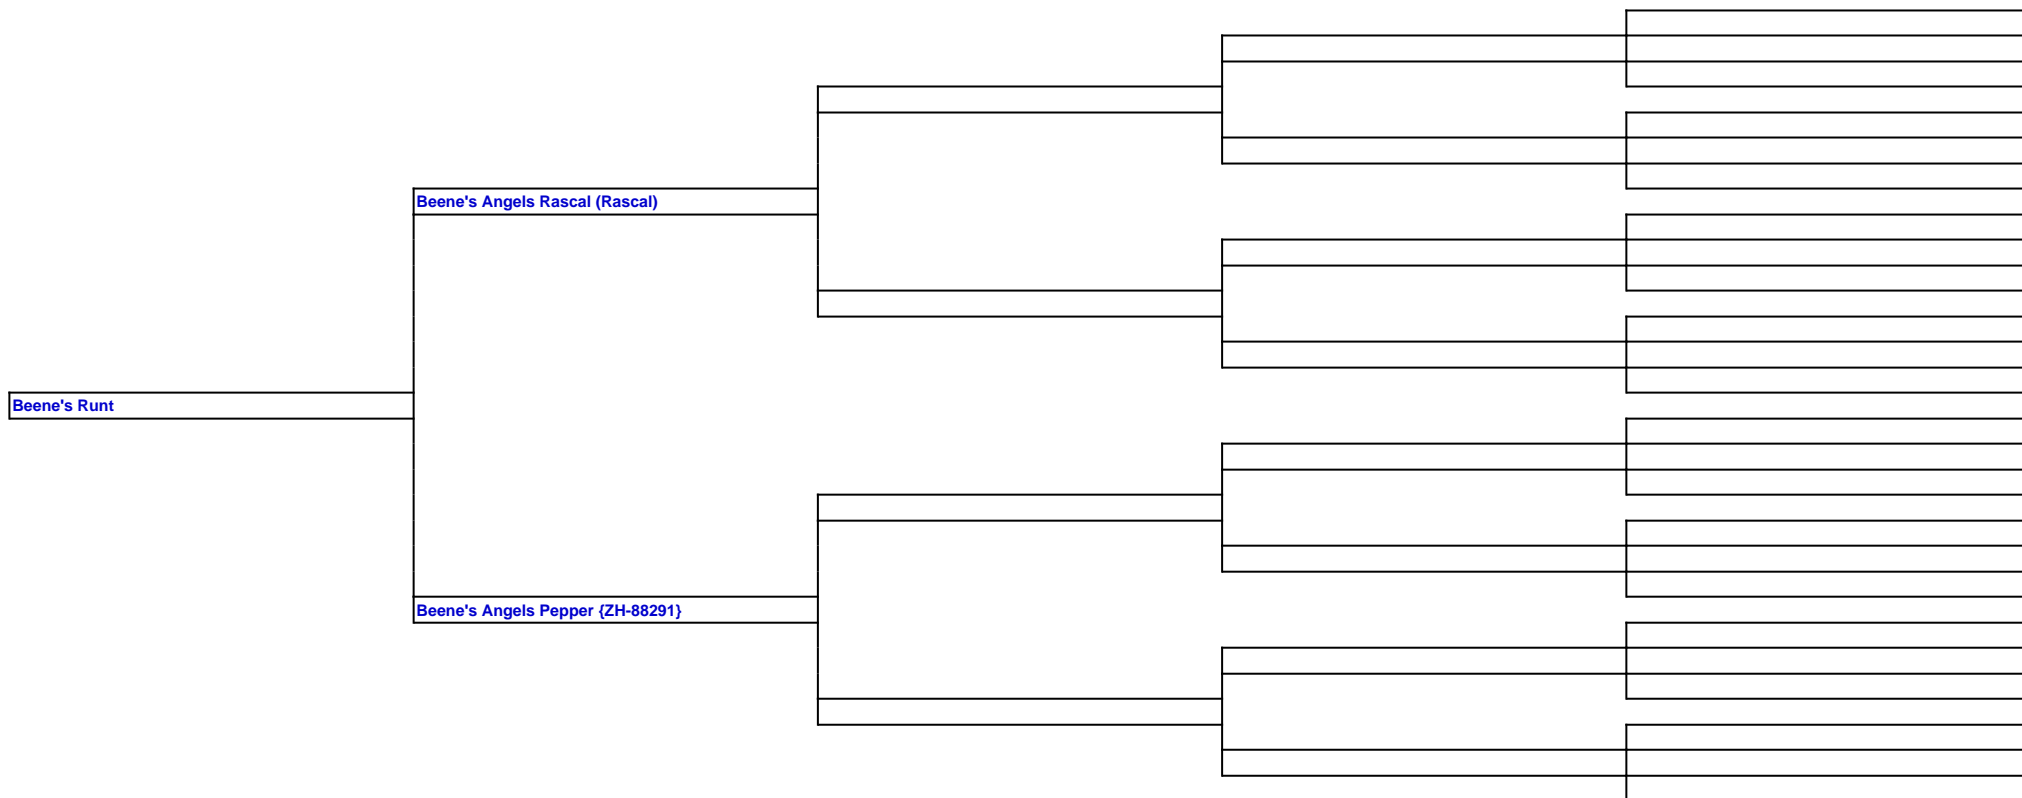 Beene's Angels Rascal (Rascal)
Beene's Runt
Beene's Angels Pepper {ZH-88291}